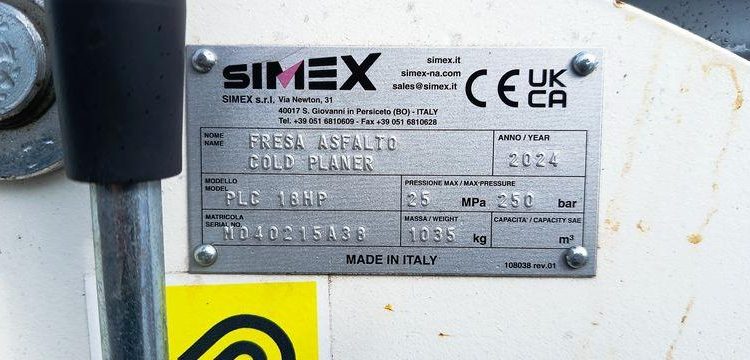 SIMEX
simex.it
simex-na.com
sales@simex.it
CE UK CA
SIMEX s.r.l. Via Newton, 31
40017 S. Giovanni in Persiceto (BO) - ITALY
Tel. +39 051 6810609 - Fax +39 051 6810628
NOME
NAME
FRESA ASFALTO
COLD PLANER
ANNO / YEAR
2024
MODELLO
MODEL
PLC 18HP
PRESSIONE MAX / MAX-PRESSURE
25 MPa 250 bar
MATRICOLA
SERIAL NO
M040215A38
MASSA / WEIGHT
1035 kg
CAPACITA' / CAPACITY SAE
m³
MADE IN ITALY
108038 rev.01